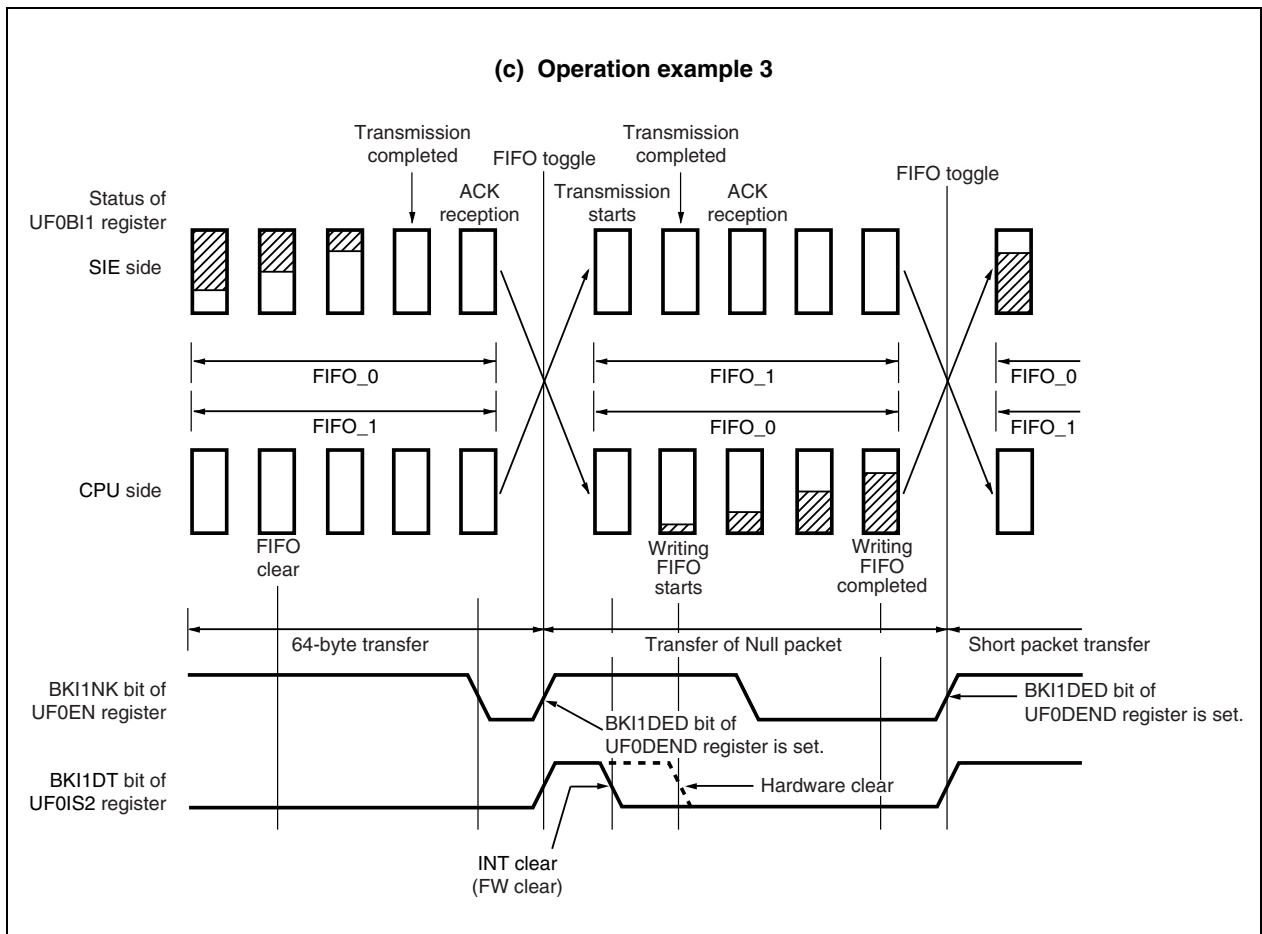 (c) Operation example 3
Transmission
completed
FIFO toggle
Transmission
completed
FIFO toggle
Status of
UF0BI1 register
ACK
reception
Transmission
starts
ACK
reception
SIE side
FIFO_0
FIFO_1
FIFO_0
FIFO_1
FIFO_0
FIFO_1
CPU side
FIFO
clear
Writing
FIFO
starts
Writing
FIFO
completed
64-byte transfer
Transfer of Null packet
Short packet transfer
BKI1NK bit of
UF0EN register
BKI1DED bit of
UF0DEND register is set.
BKI1DED bit of
UF0DEND register is set.
BKI1DT bit of
UF0IS2 register
Hardware clear
INT clear
(FW clear)